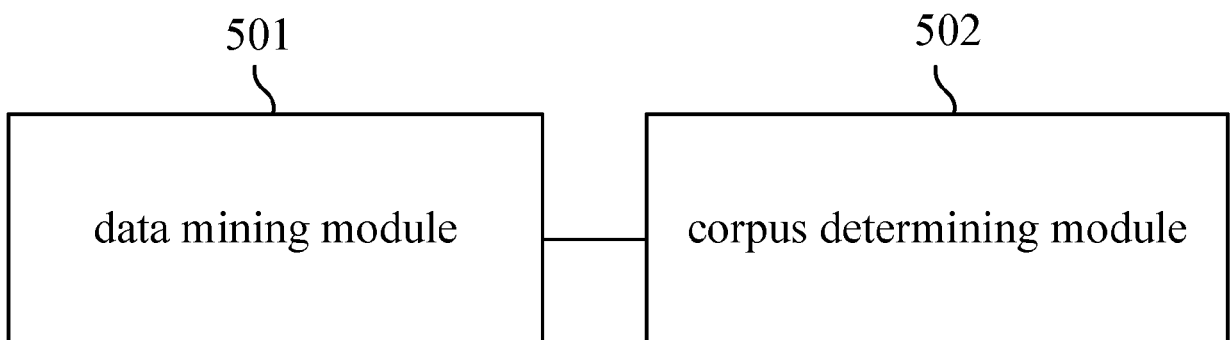 501
502
data mining module
corpus determining module